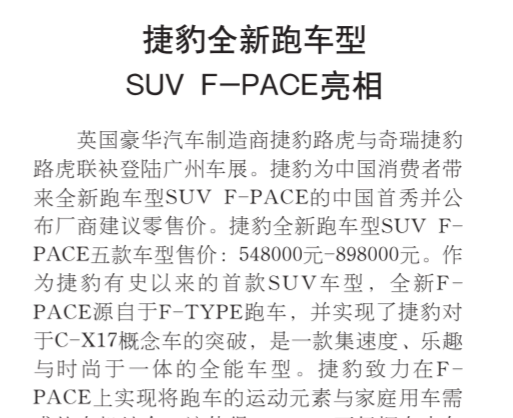 捷豹全新跑车型
SUV F-PACE亮相
英国豪华汽车制造商捷豹路虎与奇瑞捷豹
路虎联袂登陆广州车展。捷豹为中国消费者带
来全新跑车型SUV F-PACE的中国首秀并公
布厂商建议零售价。捷豹全新跑车型SUV F-
PACE五款车型售价：548000元-898000元。作
为捷豹有史以来的首款SUV车型，全新F-
PACE源自于F-TYPE跑车，并实现了捷豹对
于C-X17概念车的突破，是一款集速度、乐趣
与时尚于一体的全能车型。捷豹致力在F-
PACE上实现将跑车的运动元素与家庭用车需